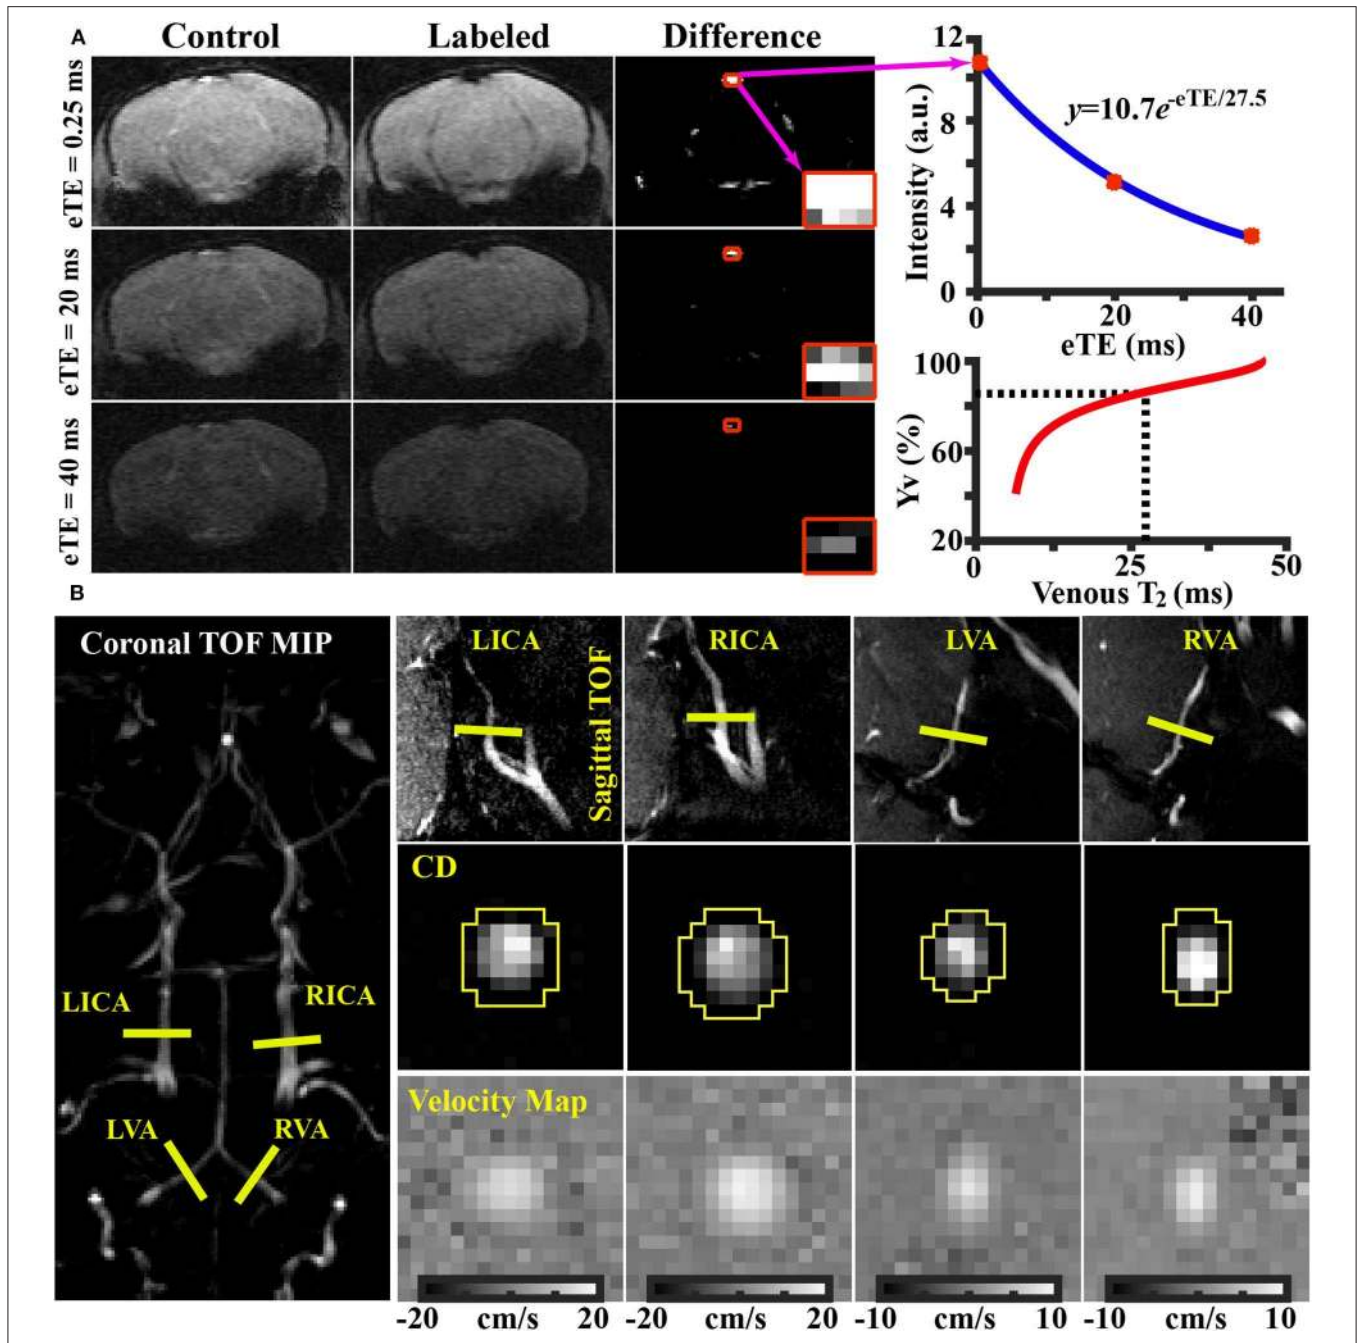 A
Control
Labeled
Difference
eTE = 0.25 ms
eTE = 20 ms
eTE = 40 ms
12
8
4
0
Intensity (a.u.)
y=10.7e^-eTE/27.5
0
20
40
eTE (ms)
100
60
20
Yv (%)
0
25
50
Venous T₂ (ms)
B
Coronal TOF MIP
LICA
RICA
LVA
RVA
Sagittal TOF
LICA
RICA
LVA
RVA
CD
Velocity Map
-20 cm/s 20
-20 cm/s 20
-10 cm/s 10
-10 cm/s 10